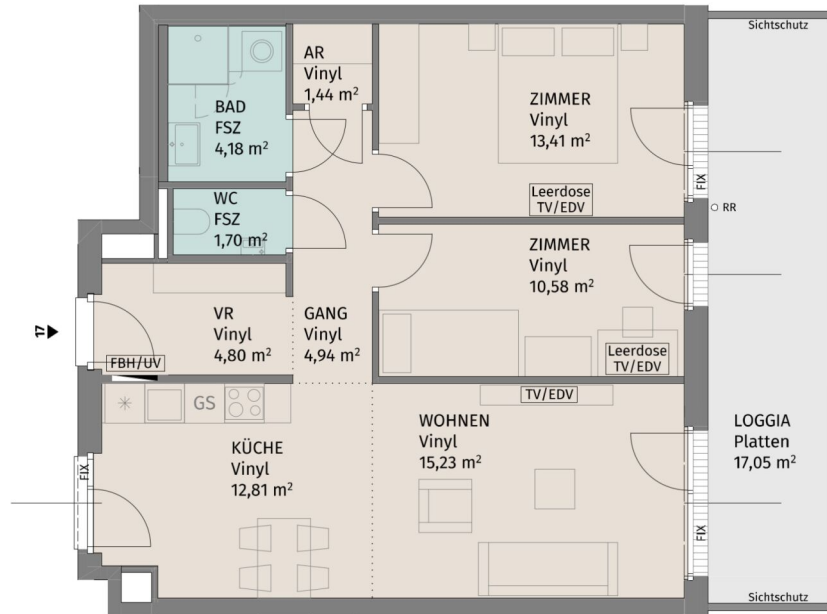 Sichtschutz
AR
Vinyl
1,44 m²
BAD
FSZ
4,18 m²
ZIMMER
Vinyl
13,41 m²
Leerdose
TV/EDV
FIX
RR
WC
FSZ
1,70 m²
ZIMMER
Vinyl
10,58 m²
Leerdose
TV/EDV
17
VR
Vinyl
4,80 m²
GANG
Vinyl
4,94 m²
FBH/UV
GS
TV/EDV
KÜCHE
Vinyl
12,81 m²
WOHNEN
Vinyl
15,23 m²
LOGGIA
Platten
17,05 m²
FIX
FIX
Sichtschutz